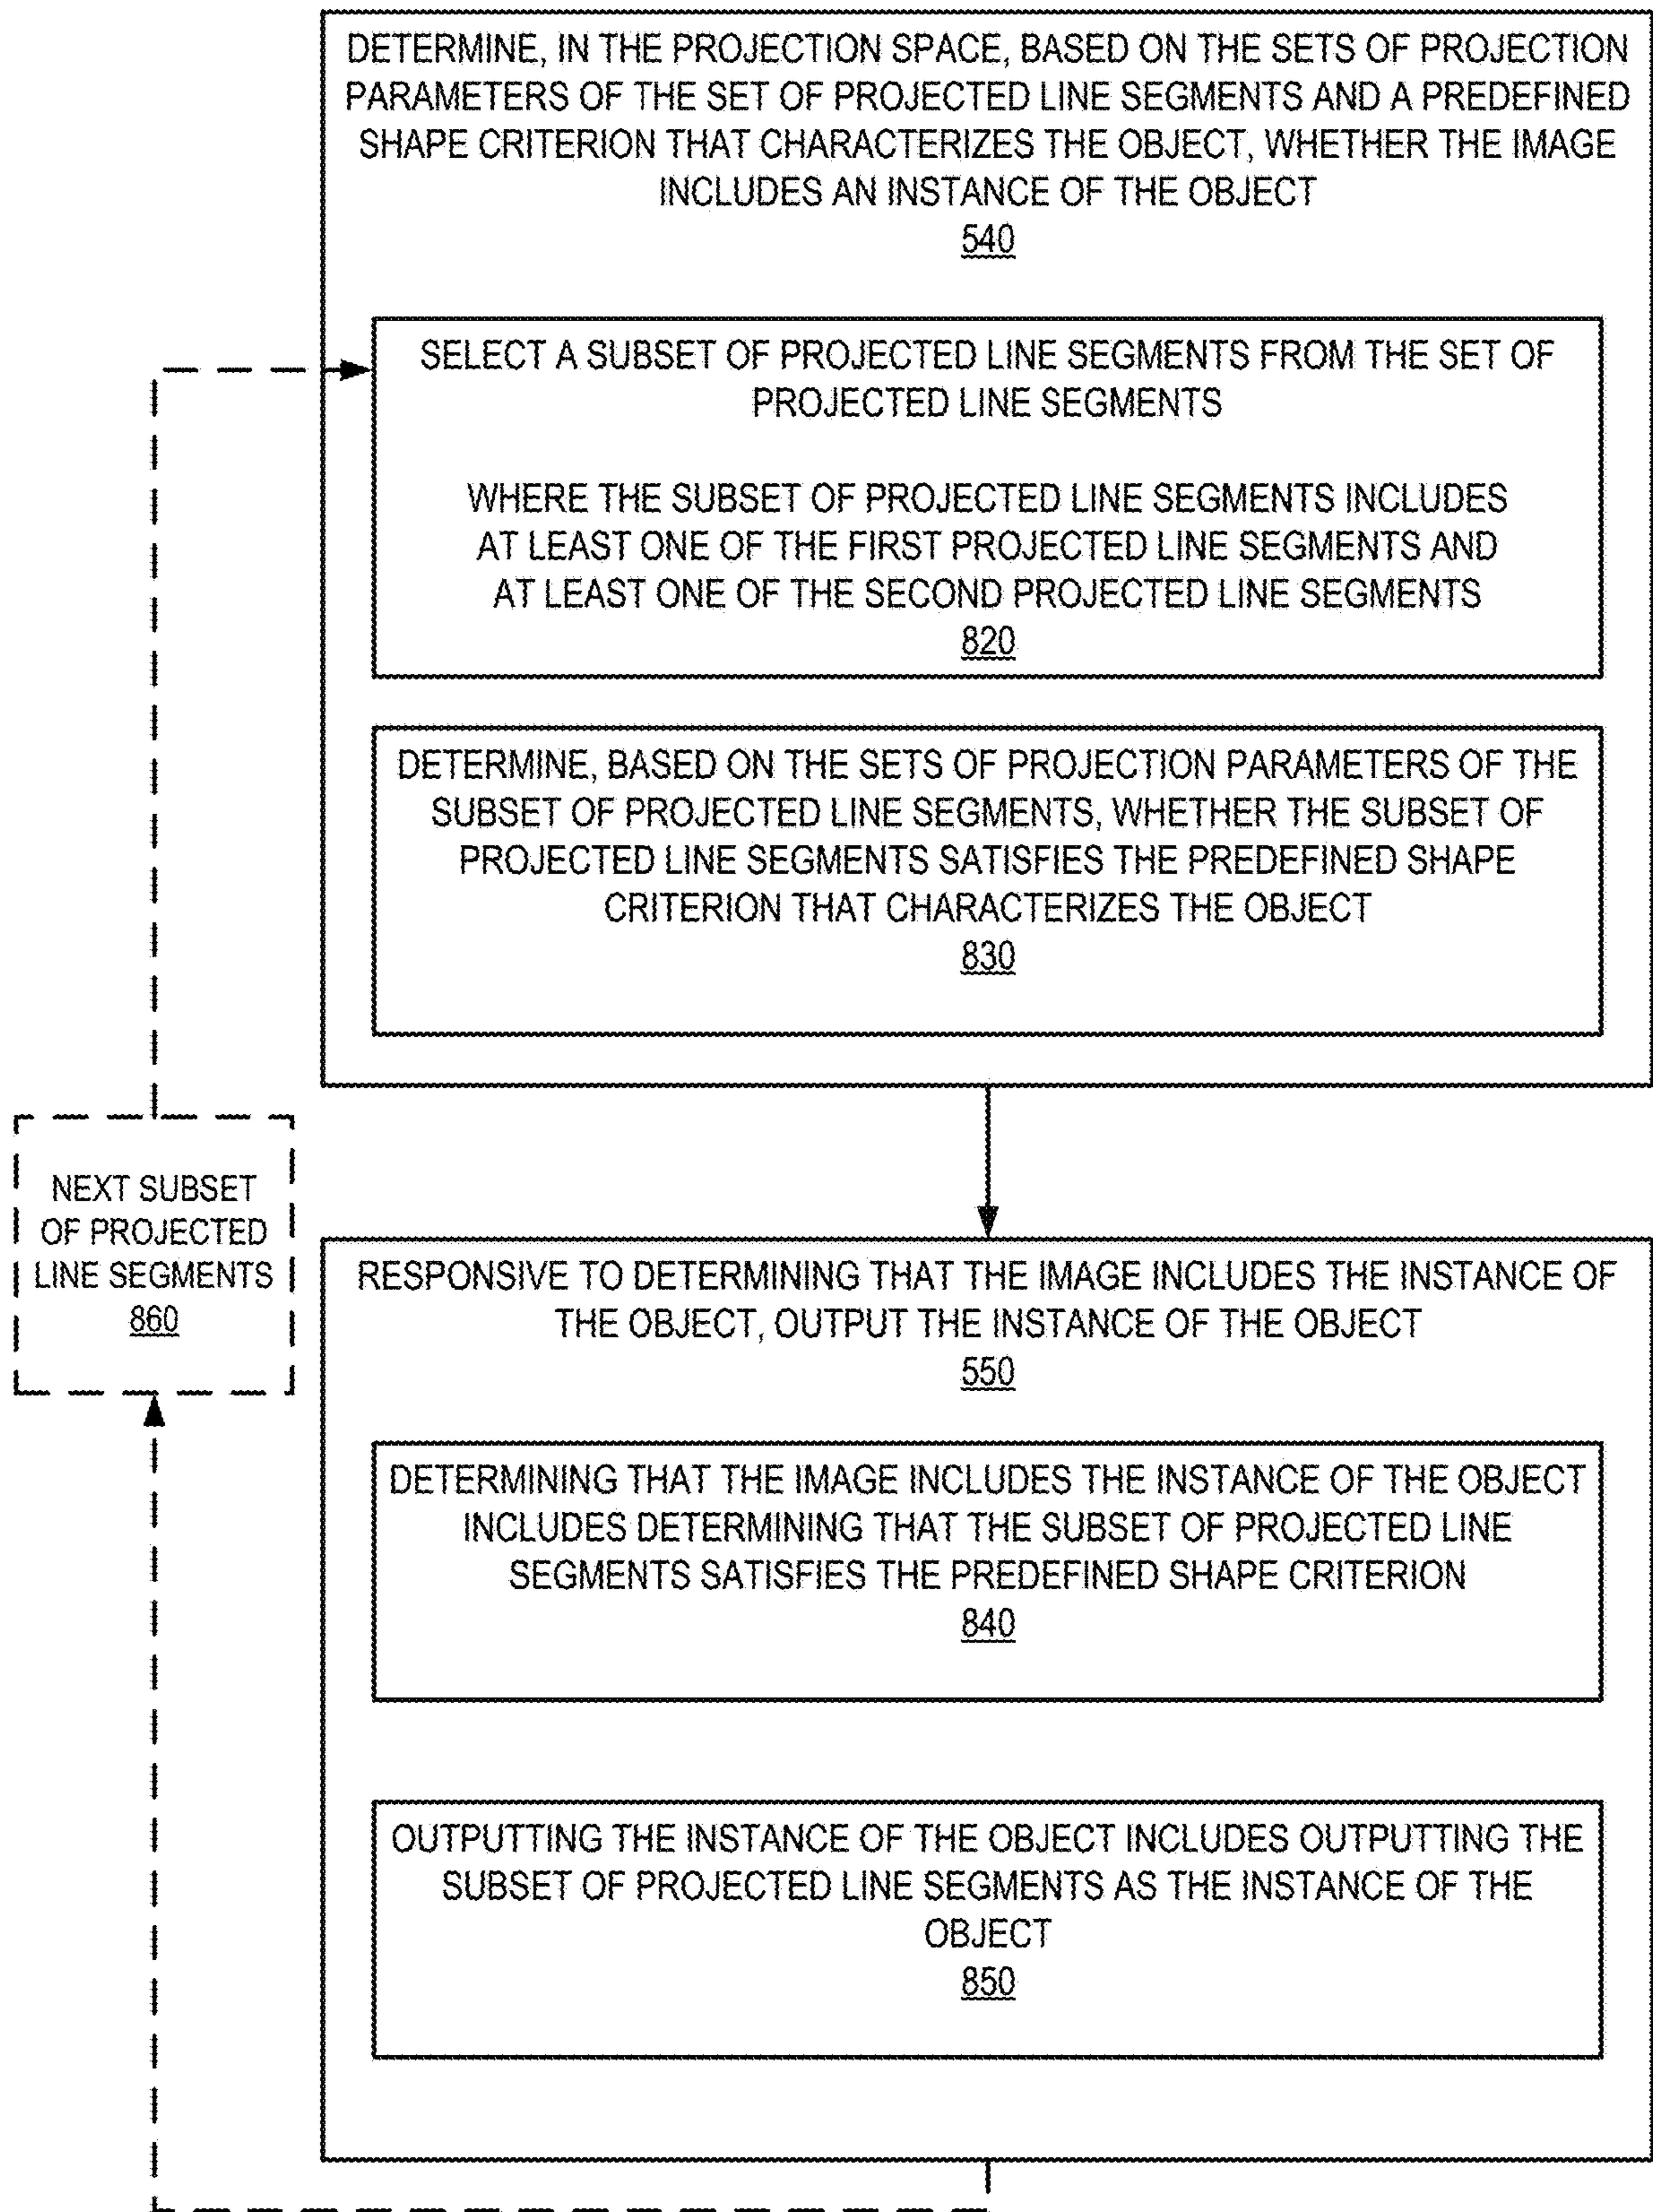 DETERMINE, IN THE PROJECTION SPACE, BASED ON THE SETS OF PROJECTION
PARAMETERS OF THE SET OF PROJECTED LINE SEGMENTS AND A PREDEFINED
SHAPE CRITERION THAT CHARACTERIZES THE OBJECT, WHETHER THE IMAGE
INCLUDES AN INSTANCE OF THE OBJECT
540
SELECT A SUBSET OF PROJECTED LINE SEGMENTS FROM THE SET OF
PROJECTED LINE SEGMENTS
WHERE THE SUBSET OF PROJECTED LINE SEGMENTS INCLUDES
AT LEAST ONE OF THE FIRST PROJECTED LINE SEGMENTS AND
AT LEAST ONE OF THE SECOND PROJECTED LINE SEGMENTS
820
DETERMINE, BASED ON THE SETS OF PROJECTION PARAMETERS OF THE
SUBSET OF PROJECTED LINE SEGMENTS, WHETHER THE SUBSET OF
PROJECTED LINE SEGMENTS SATISFIES THE PREDEFINED SHAPE
CRITERION THAT CHARACTERIZES THE OBJECT
830
NEXT SUBSET
OF PROJECTED
LINE SEGMENTS
860
RESPONSIVE TO DETERMINING THAT THE IMAGE INCLUDES THE INSTANCE OF
THE OBJECT, OUTPUT THE INSTANCE OF THE OBJECT
550
DETERMINING THAT THE IMAGE INCLUDES THE INSTANCE OF THE OBJECT
INCLUDES DETERMINING THAT THE SUBSET OF PROJECTED LINE
SEGMENTS SATISFIES THE PREDEFINED SHAPE CRITERION
840
OUTPUTTING THE INSTANCE OF THE OBJECT INCLUDES OUTPUTTING THE
SUBSET OF PROJECTED LINE SEGMENTS AS THE INSTANCE OF THE
OBJECT
850